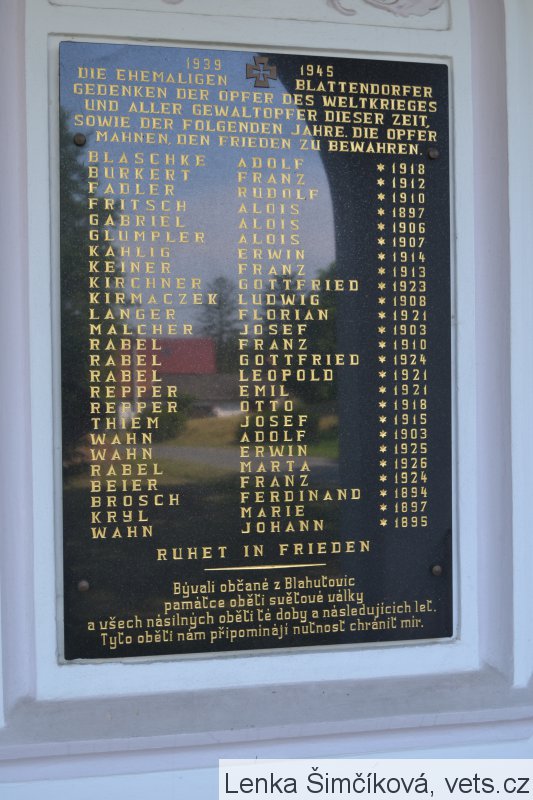 1939 1945
DIE EHEMALIGEN BLATTENDORFER
GEDENKEN DER OPFER DES WELTKRIEGES
UND ALLER GEWALTOPFER DIESER ZEIT,
SOWIE DER FOLGENDEN JAHRE. DIE OPFER
MAHNEN, DEN FRIEDEN ZU BEWAHREN.
BLASCHKE ADOLF * 1918
BURKERT FRANZ * 1912
FADLER RUDOLF * 1910
FRITSCH ALOIS * 1897
GABRIEL ALOIS * 1906
GLUMPLER ALOIS * 1907
KAHLIG ERWIN * 1914
KEINER FRANZ * 1913
KIRCHNER GOTTFRIED * 1923
KIRMACZEK LUDWIG * 1908
LANGER FLORIAN * 1921
MALCHER JOSEF * 1903
RABEL FRANZ * 1910
RABEL GOTTFRIED * 1924
RABEL LEOPOLD * 1921
REPPER EMIL * 1921
REPPER OTTO * 1918
THIEM JOSEF * 1915
WAHN ADOLF * 1903
WAHN ERWIN * 1925
RABEL MARTA * 1926
BEIER FRANZ * 1924
BROSCH FERDINAND * 1894
KRYL MARIE * 1897
WAHN JOHANN * 1895
RUHET IN FRIEDEN
Bývalí občané z Blahutovic
památce obětí světové války
a všech násilných obětí té doby a následujících let.
Tyto oběti nám připomínají nutnost chránit mír.
Lenka Šimčíková, vets.cz